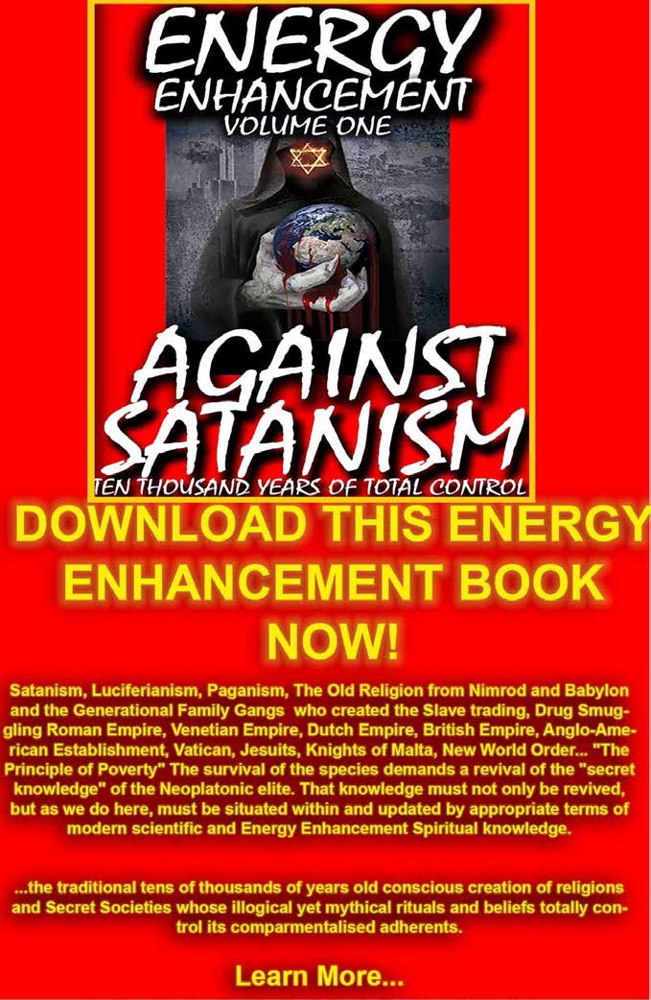 ENERGY
ENHANCEMENT
VOLUME ONE
AGAINST
SATANISM
TEN THOUSAND YEARS OF TOTAL CONTROL
DOWNLOAD THIS ENERGY
ENHANCEMENT BOOK
NOW!
Satanism, Luciferianism, Paganism, The Old Religion from Nimrod and Babylon
and the Generational Family Gangs who created the Slave trading, Drug Smug-
gling Roman Empire, Venetian Empire, Dutch Empire, British Empire, Anglo-Ame-
rican Establishment, Vatican, Jesuits, Knights of Malta, New World Order... "The
Principle of Poverty" The survival of the species demands a revival of the "secret
knowledge" of the Neoplatonic elite. That knowledge must not only be revived,
but as we do here, must be situated within and updated by appropriate terms of
modern scientific and Energy Enhancement Spiritual knowledge.
...the traditional tens of thousands of years old conscious creation of religions
and Secret Societies whose illogical yet mythical rituals and beliefs totally con-
trol its comparmentalised adherents.
Learn More...